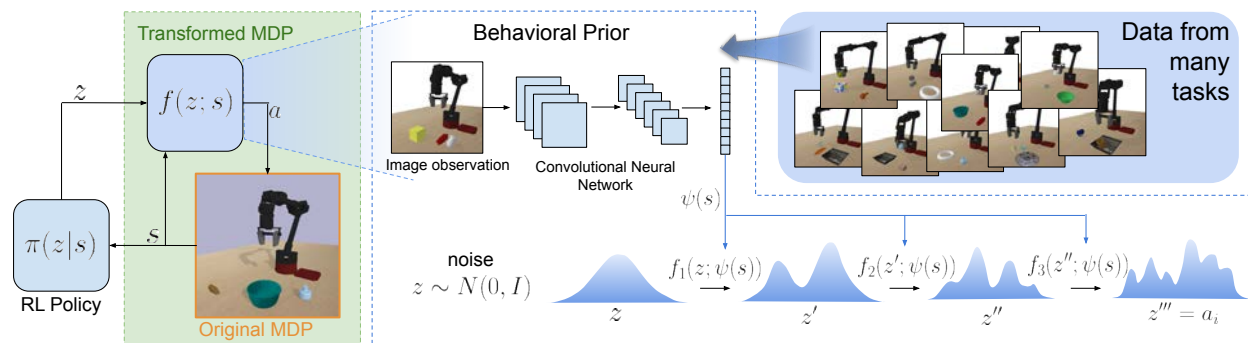 Transformed MDP
z
f(z; s)
a
s
π(z|s)
RL Policy
Original MDP
Behavioral Prior
Image observation
Convolutional Neural
Network
Data from
many
tasks
ψ(s)
noise
z ∼ N(0, I)
z
f₁(z; ψ(s))
z′
f₂(z′; ψ(s))
z′′
f₃(z′′; ψ(s))
z′′′ = aᵢ